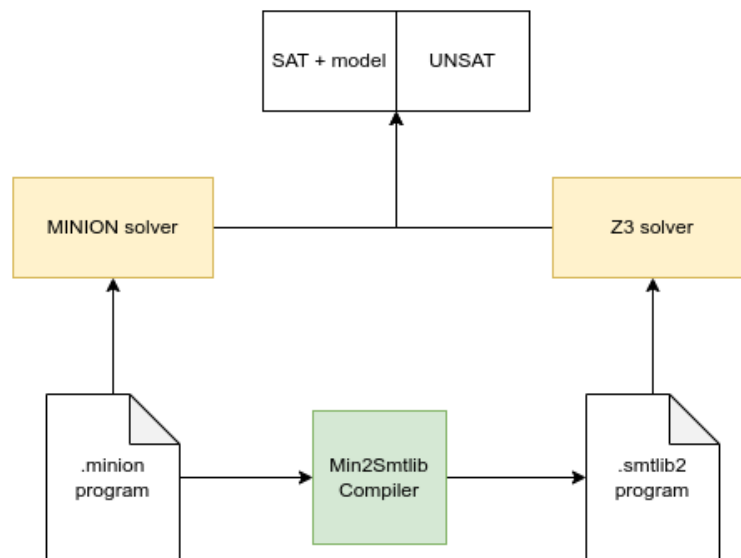 SAT + model
UNSAT
MINION solver
Z3 solver
.minion
program
Min2Smtlib
Compiler
.smtlib2
program